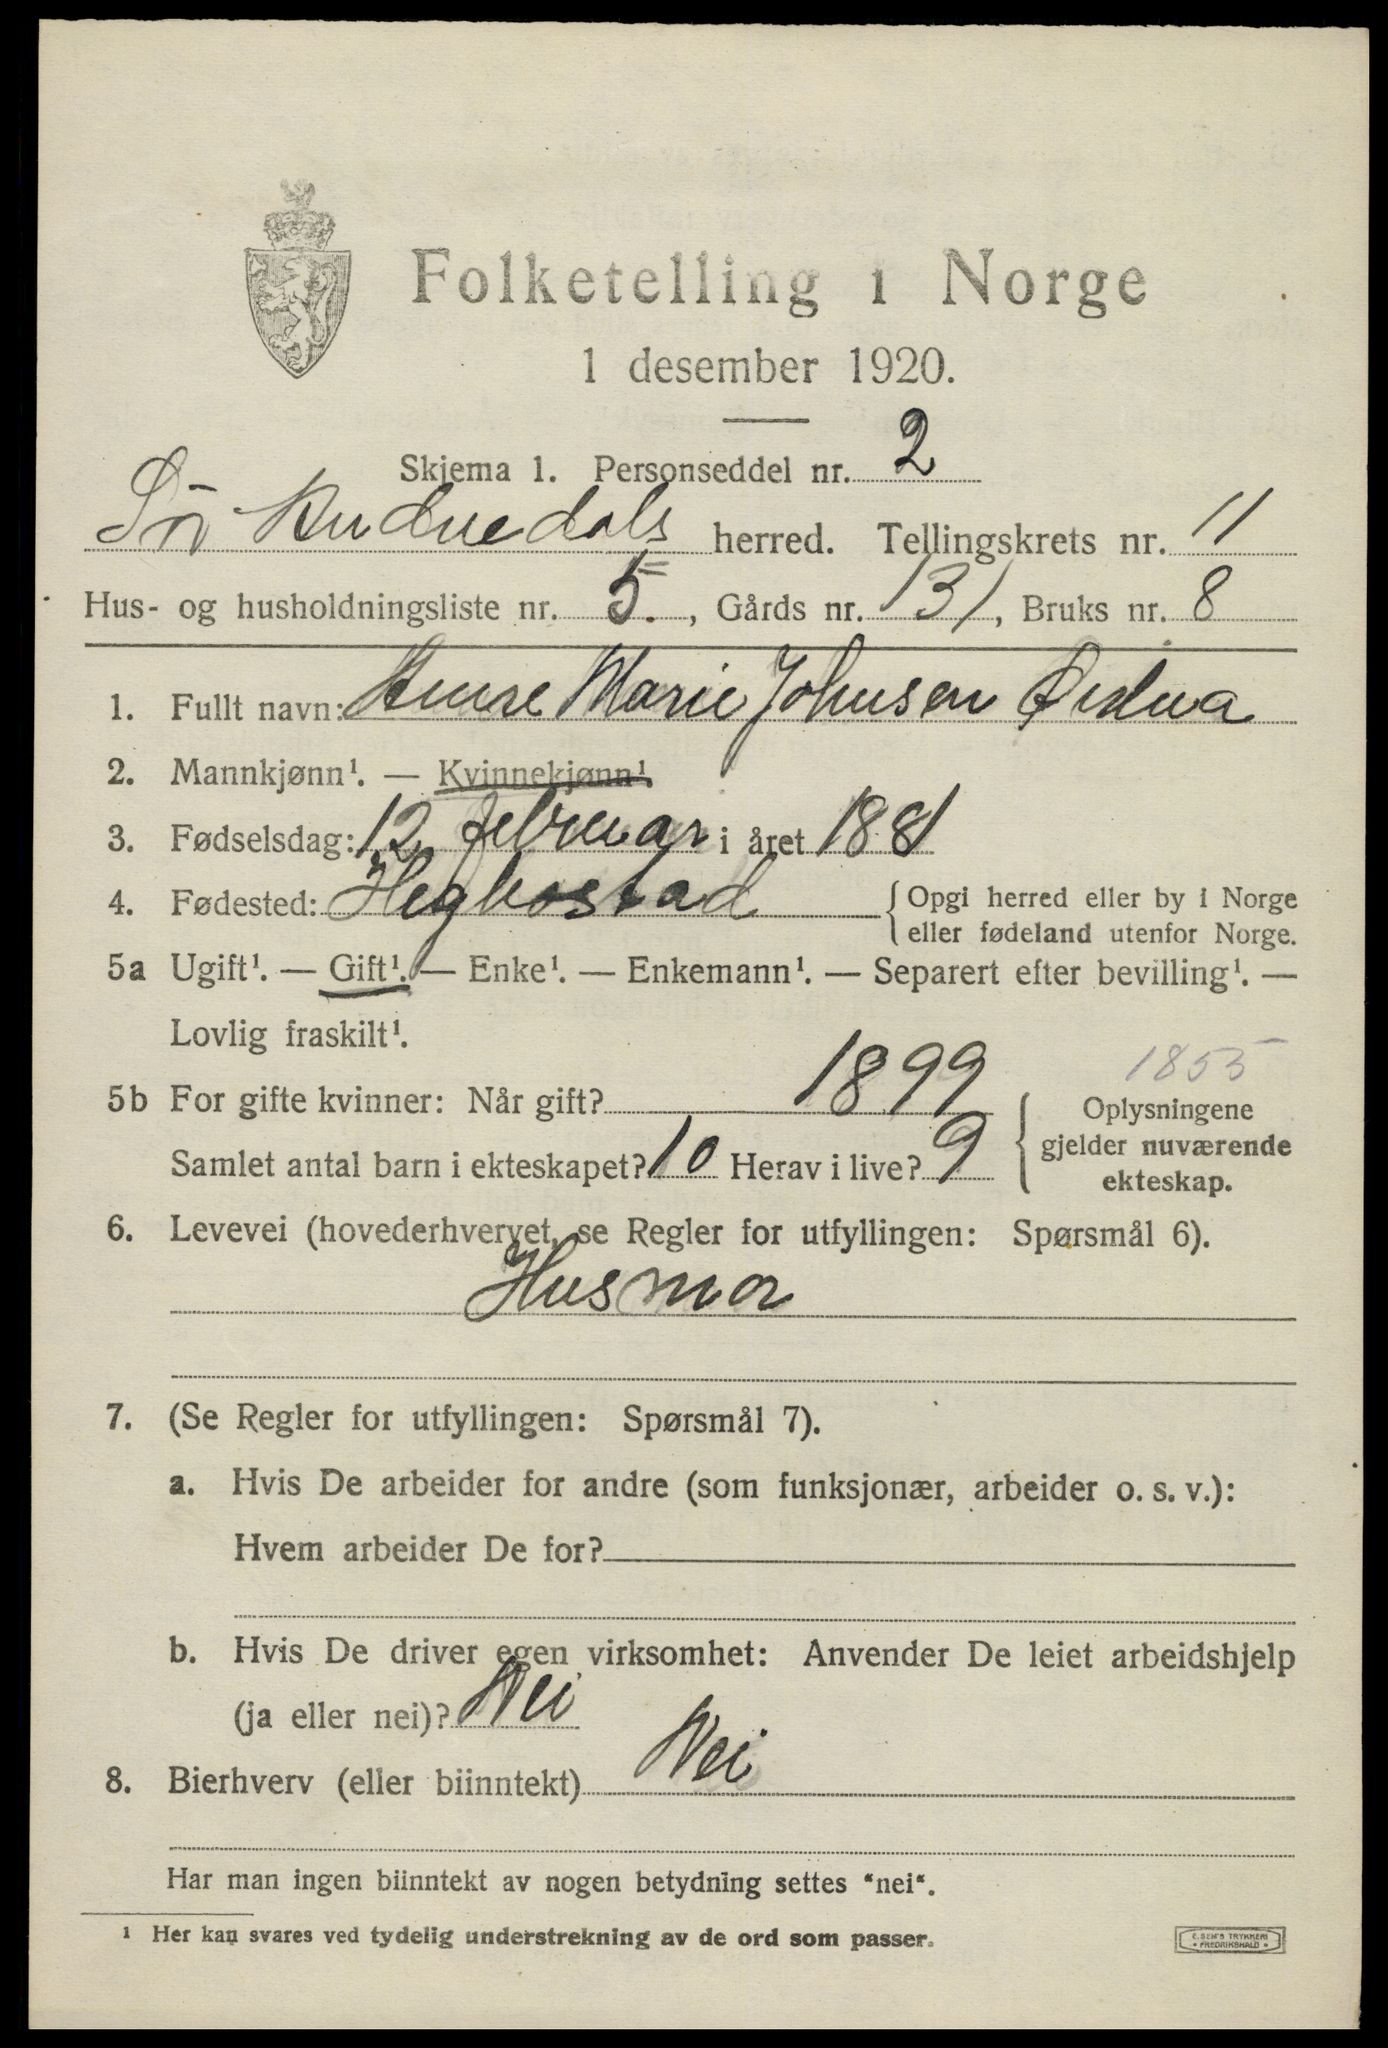 Folketelling i Norge
1 desember 1920.
Skjema 1. Personseddel nr. 2
Sør Audnedals herred. Tellingskrets nr. 11
Hus- og husholdningsliste nr. 5., Gårds nr. 131, Bruks nr. 8
1. Fullt navn: Anne Marie Johnsen
2. Mannkjønn¹. — Kvinnekjønn¹.
3. Fødselsdag: 12 februar i året 1881
4. Fødested: Hegbostad { Opgi herred eller by i Norge
eller fødeland utenfor Norge.
5a Ugift¹. — Gift¹. — Enke¹. — Enkemann¹. — Separert efter bevilling¹. —
Lovlig fraskilt¹.
1855
5b For gifte kvinner: Når gift? 1899
Samlet antal barn i ekteskapet? 10 Herav i live? 9
{ Oplysningene
gjelder nuværende
ekteskap.
6. Levevei (hovederhvervet, se Regler for utfyllingen: Spørsmål 6).
Husmor
7. (Se Regler for utfyllingen: Spørsmål 7).
a. Hvis De arbeider for andre (som funksjonær, arbeider o. s. v.):
Hvem arbeider De for?
b. Hvis De driver egen virksomhet: Anvender De leiet arbeidshjelp
(ja eller nei)? Nei
8. Bierhverv (eller biinntekt) Nei
Har man ingen biinntekt av nogen betydning settes "nei".
¹ Her kan svares ved tydelig understrekning av de ord som passer.
E. SEM'S TRYKKERI
• FREDRIKSHALD •